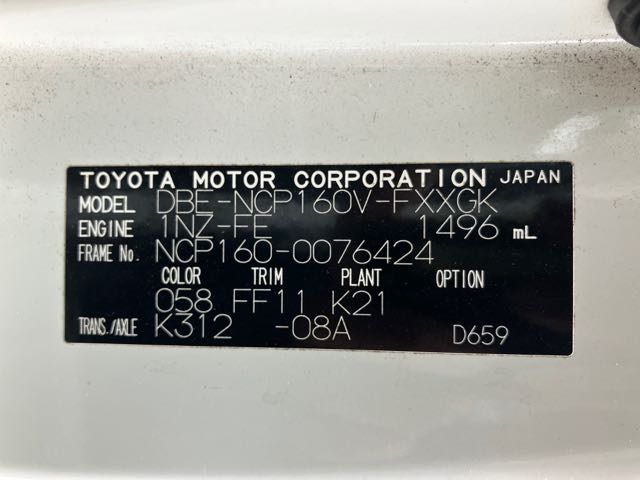 TOYOTA MOTOR CORPORATION JAPAN
MODEL DBE-NCP160V-FXXGK
ENGINE 1NZ-FE 1496 mL
FRAME No. NCP160-0076424
COLOR TRIM PLANT OPTION
058 FF11 K21
TRANS./AXLE K312 -08A D659